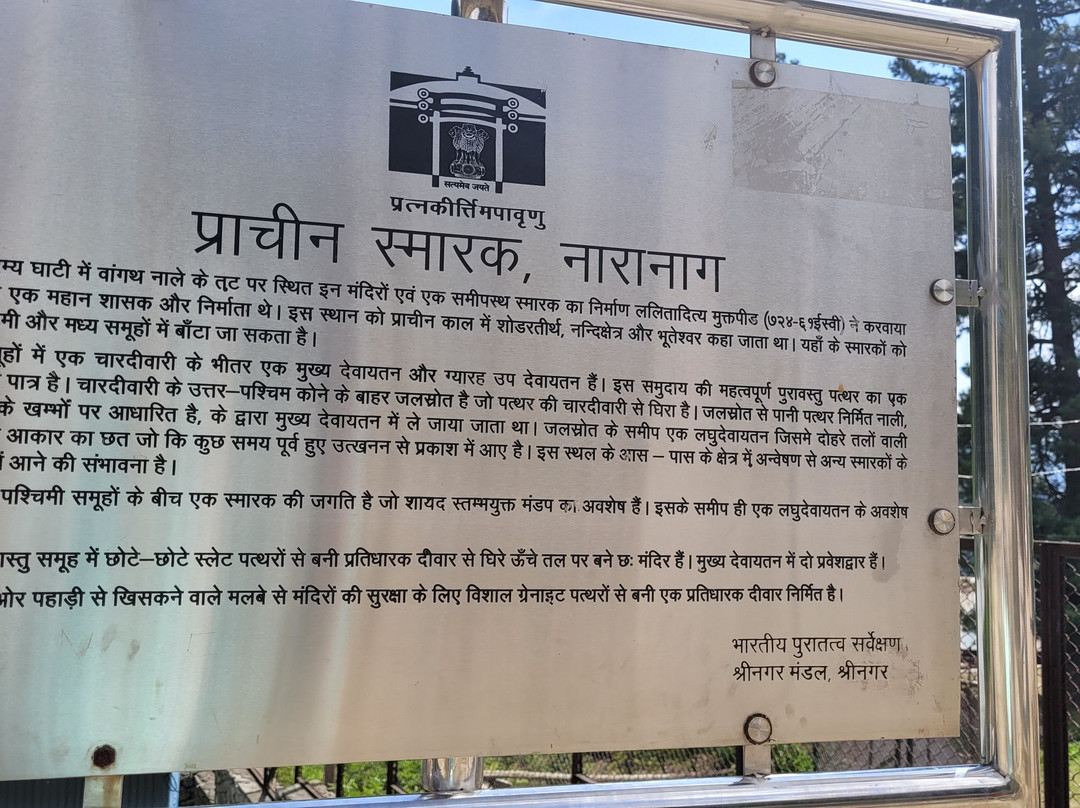 सत्यमेव जयते
प्रत्नकीर्त्तिमपावृणु
प्राचीन स्मारक, नारानाग
म्य घाटी में वांगथ नाले के तट पर स्थित इन मंदिरों एवं एक समीपस्थ स्मारक का निर्माण ललितादित्य मुक्तपीड (७२४-६१ईस्वी) ने करवाया
एक महान शासक और निर्माता थे। इस स्थान को प्राचीन काल में शोडरतीर्थ, नन्दिक्षेत्र और भूतेश्वर कहा जाता था। यहाँ के स्मारकों को
मी और मध्य समूहों में बाँटा जा सकता है।
हों में एक चारदीवारी के भीतर एक मुख्य देवायतन और ग्यारह उप देवायतन हैं। इस समुदाय की महत्वपूर्ण पुरावस्तु पत्थर का एक
पात्र है। चारदीवारी के उत्तर–पश्चिम कोने के बाहर जलस्रोत है जो पत्थर की चारदीवारी से घिरा है। जलस्रोत से पानी पत्थर निर्मित नाली,
के खम्भों पर आधारित है, के द्वारा मुख्य देवायतन में ले जाया जाता था। जलस्रोत के समीप एक लघुदेवायतन जिसमे दोहरे तलों वाली
आकार का छत जो कि कुछ समय पूर्व हुए उत्खनन से प्रकाश में आए है। इस स्थल के आस – पास के क्षेत्र में अन्वेषण से अन्य स्मारकों के
आने की संभावना है।
पश्चिमी समूहों के बीच एक स्मारक की जगति है जो शायद स्तम्भयुक्त मंडप का अवशेष हैं। इसके समीप ही एक लघुदेवायतन के अवशेष
स्तु समूह में छोटे–छोटे स्लेट पत्थरों से बनी प्रतिधारक दीवार से घिरे ऊँचे तल पर बने छः मंदिर हैं। मुख्य देवायतन में दो प्रवेशद्वार हैं।
ओर पहाड़ी से खिसकने वाले मलबे से मंदिरों की सुरक्षा के लिए विशाल ग्रेनाइट पत्थरों से बनी एक प्रतिधारक दीवार निर्मित है।
भारतीय पुरातत्व सर्वेक्षण,
श्रीनगर मंडल, श्रीनगर